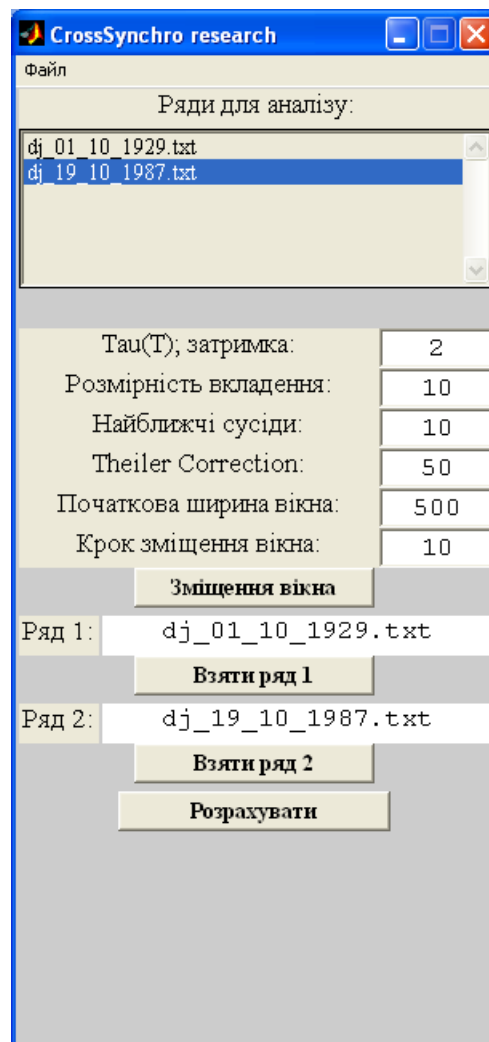 CrossSynchro research
Файл
Ряди для аналізу:
dj_01_10_1929.txt
dj_19_10_1987.txt
Tau(T); затримка: 2
Розмірність вкладення: 10
Найближчі сусіди: 10
Theiler Correction: 50
Початкова ширина вікна: 500
Крок зміщення вікна: 10
Зміщення вікна
Ряд 1: dj_01_10_1929.txt
Взяти ряд 1
Ряд 2: dj_19_10_1987.txt
Взяти ряд 2
Розрахувати